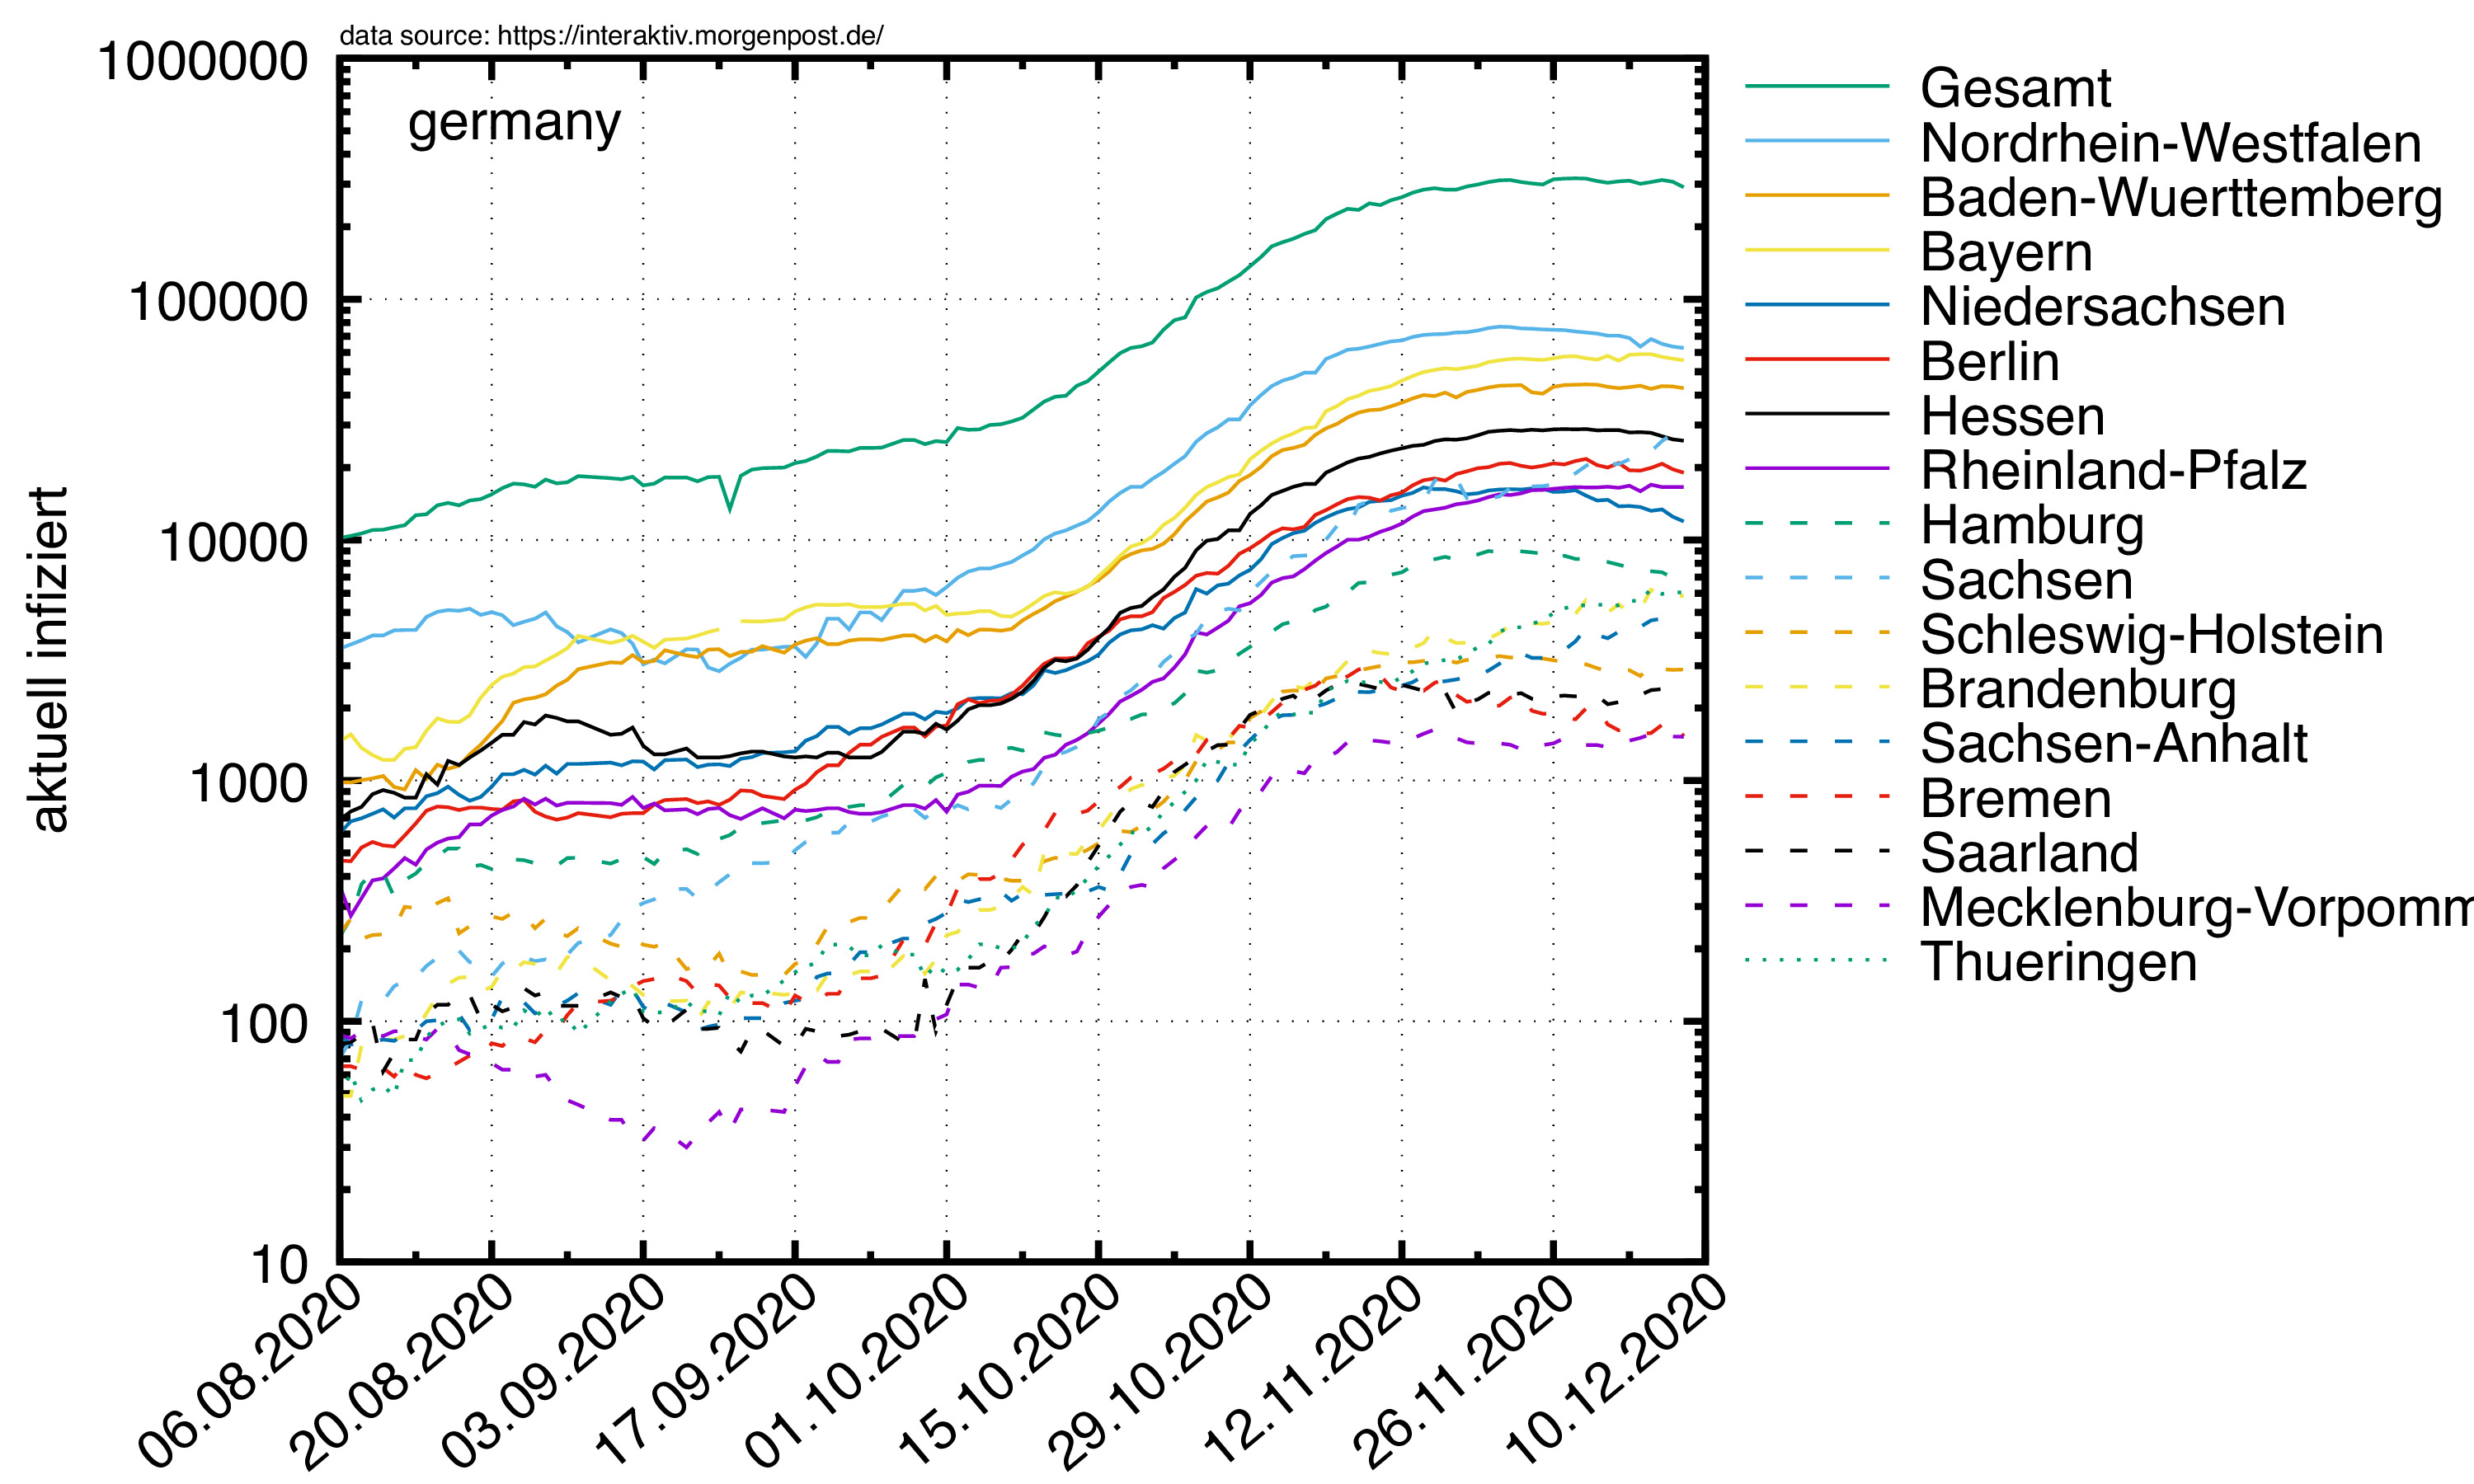 data source: https://interaktiv.morgenpost.de/
1000000
100000
10000
1000
100
10
aktuell infiziert
germany
06.08.2020
20.08.2020
03.09.2020
17.09.2020
01.10.2020
15.10.2020
29.10.2020
12.11.2020
26.11.2020
10.12.2020
Gesamt
Nordrhein-Westfalen
Baden-Wuerttemberg
Bayern
Niedersachsen
Berlin
Hessen
Rheinland-Pfalz
Hamburg
Sachsen
Schleswig-Holstein
Brandenburg
Sachsen-Anhalt
Bremen
Saarland
Mecklenburg-Vorpomm
Thueringen